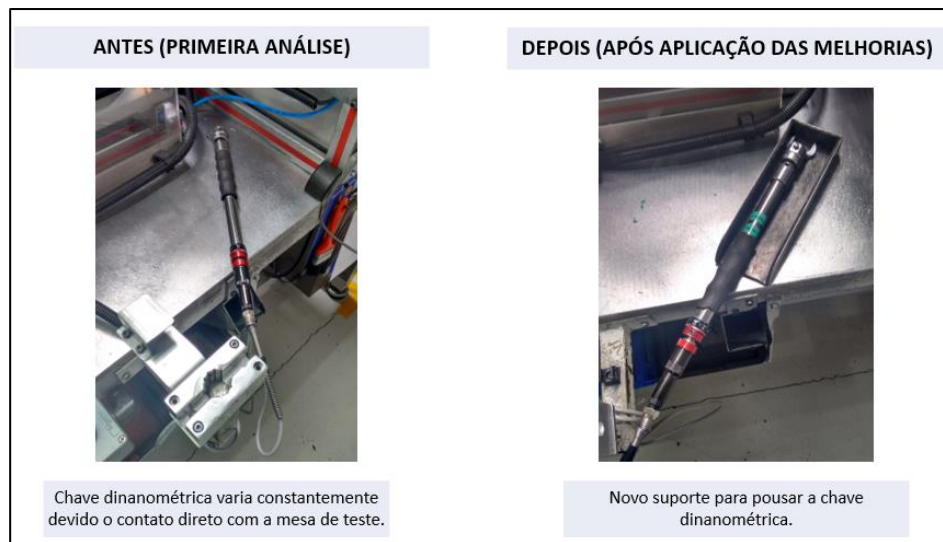 ANTES (PRIMEIRA ANÁLISE)
DEPOIS (APÓS APLICAÇÃO DAS MELHORIAS)
Chave dinanométrica varia constantemente
devido o contato direto com a mesa de teste.
Novo suporte para pousar a chave
dinanométrica.